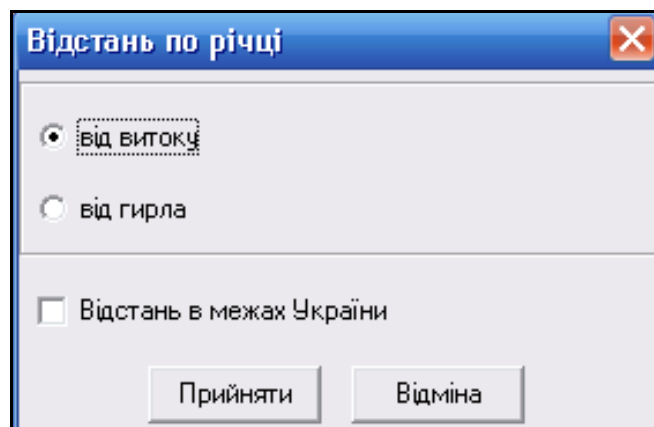 Відстань по річці
від витоку
від гирла
Відстань в межах України
Прийняти Відміна